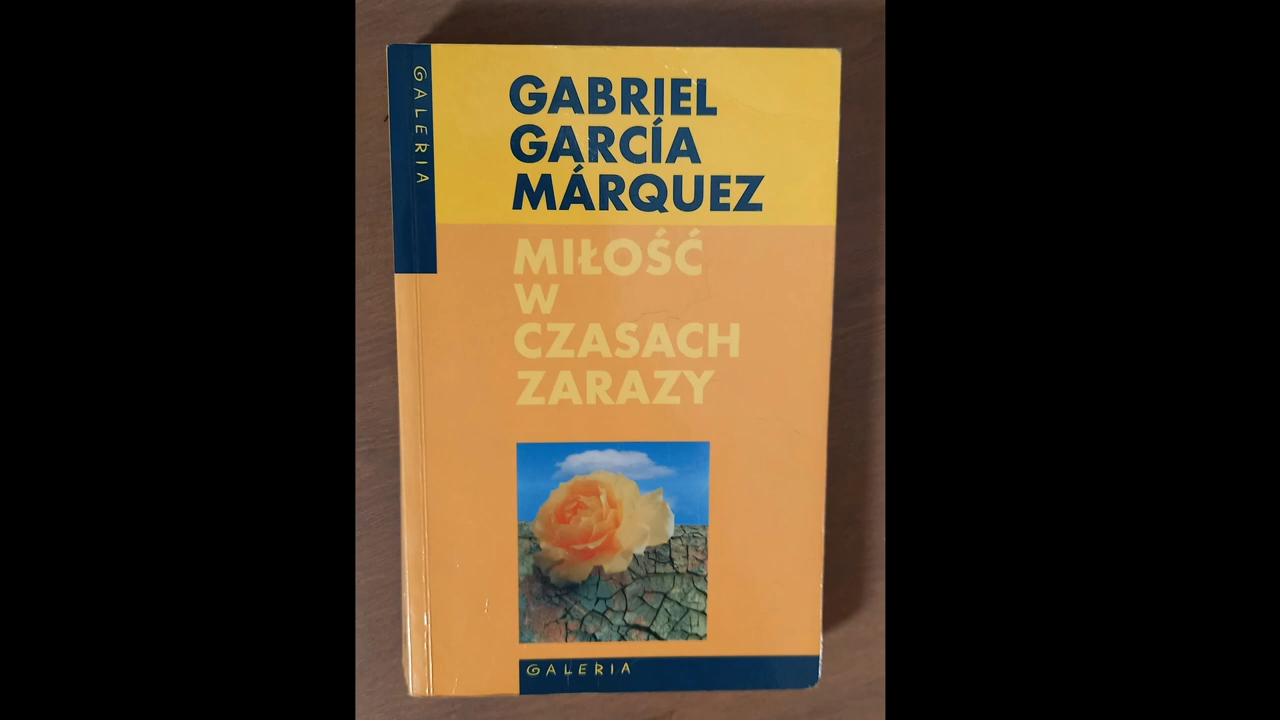 GALERIA
GABRIEL
GARCÍA
MÁRQUEZ
MIŁOŚĆ
W
CZASACH
ZARAZY
GALERIA